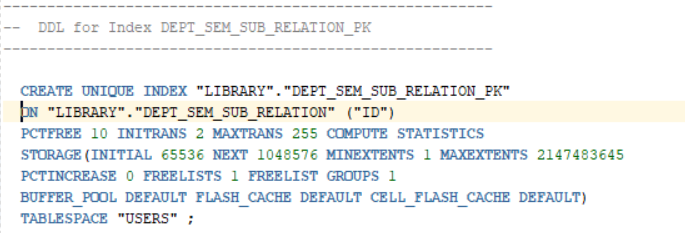 --------------------------------------------------------
--  DDL for Index DEPT_SEM_SUB_RELATION_PK
--------------------------------------------------------
CREATE UNIQUE INDEX "LIBRARY"."DEPT_SEM_SUB_RELATION_PK"
ON "LIBRARY"."DEPT_SEM_SUB_RELATION" ("ID")
PCTFREE 10 INITRANS 2 MAXTRANS 255 COMPUTE STATISTICS
STORAGE(INITIAL 65536 NEXT 1048576 MINEXTENTS 1 MAXEXTENTS 2147483645
PCTINCREASE 0 FREELISTS 1 FREELIST GROUPS 1
BUFFER_POOL DEFAULT FLASH_CACHE DEFAULT CELL_FLASH_CACHE DEFAULT)
TABLESPACE "USERS" ;